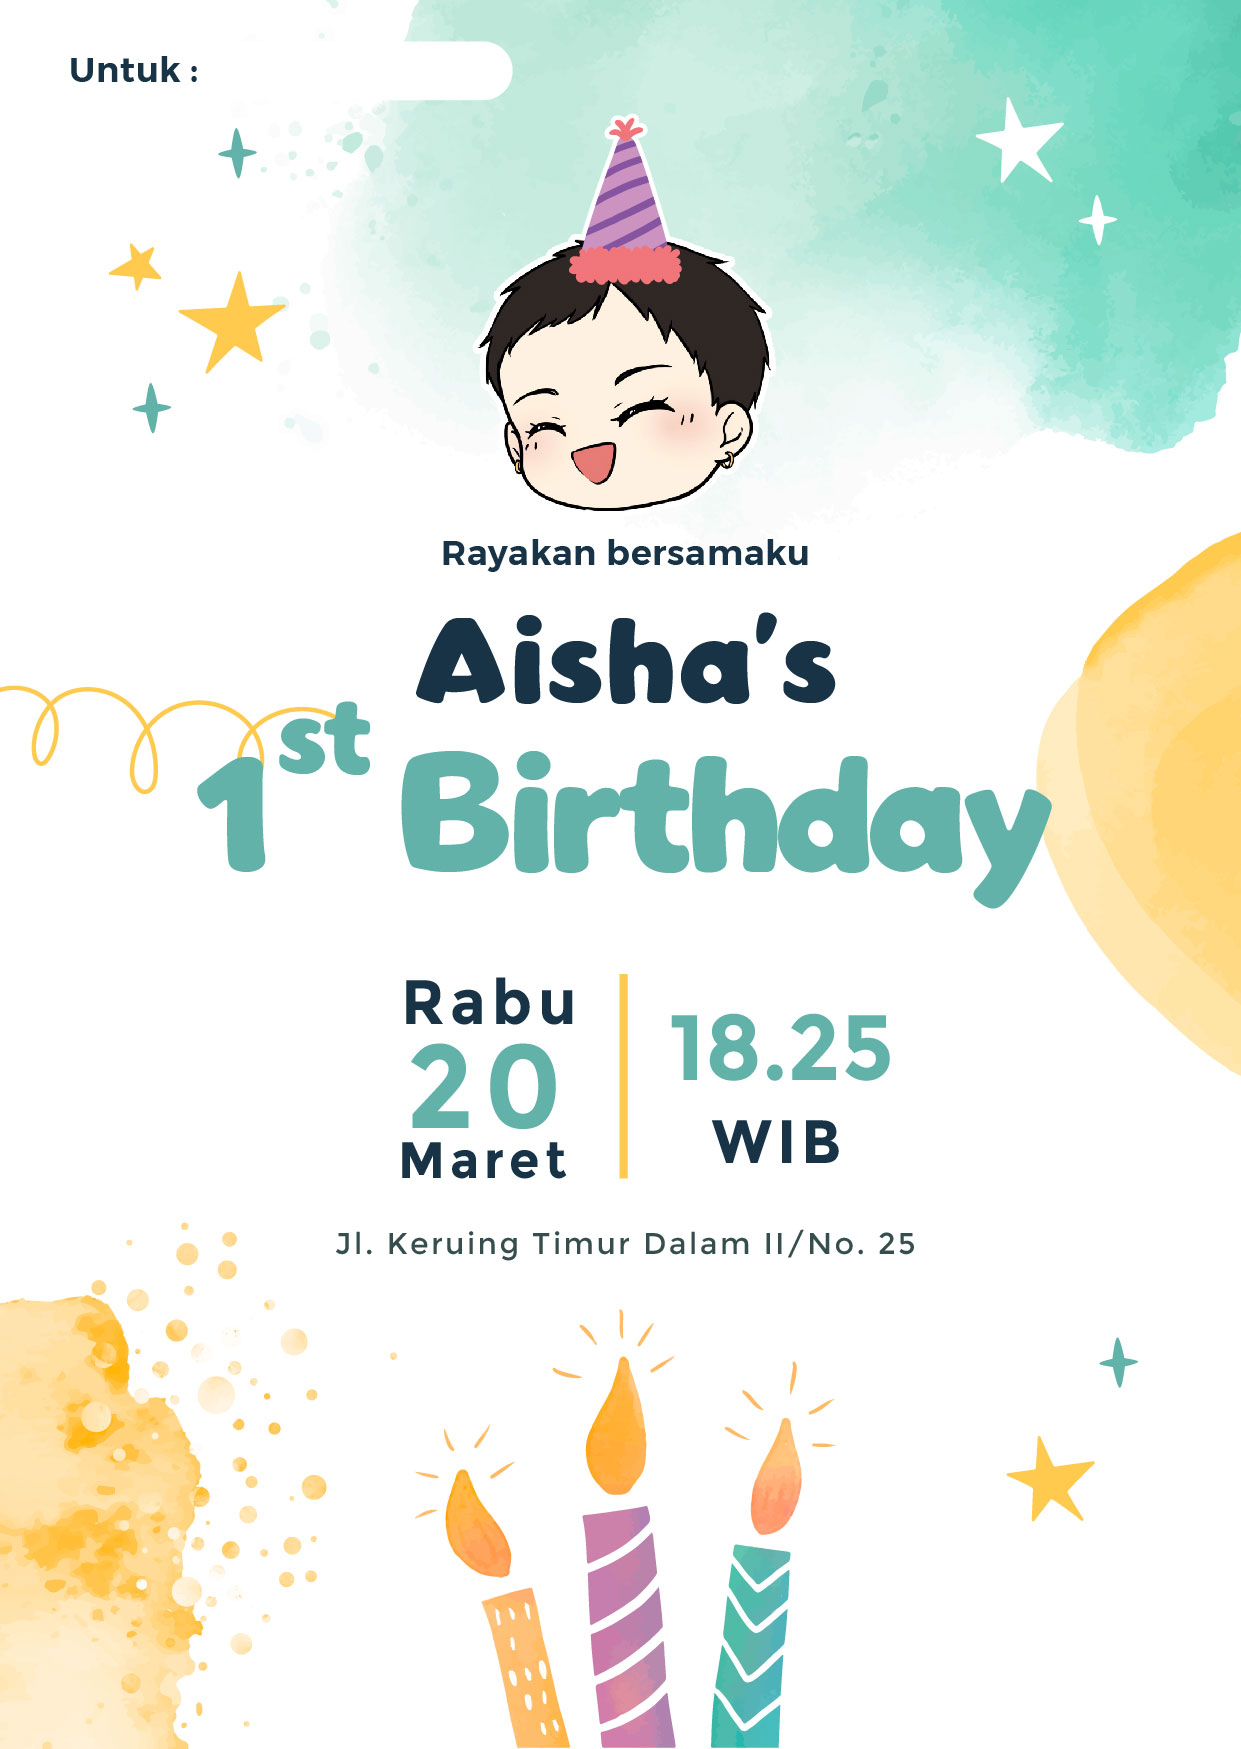 Untuk :
Rayakan bersamaku
Aisha's
1st Birthday
Rabu
20
Maret
18.25
WIB
Jl. Keruing Timur Dalam II/No. 25